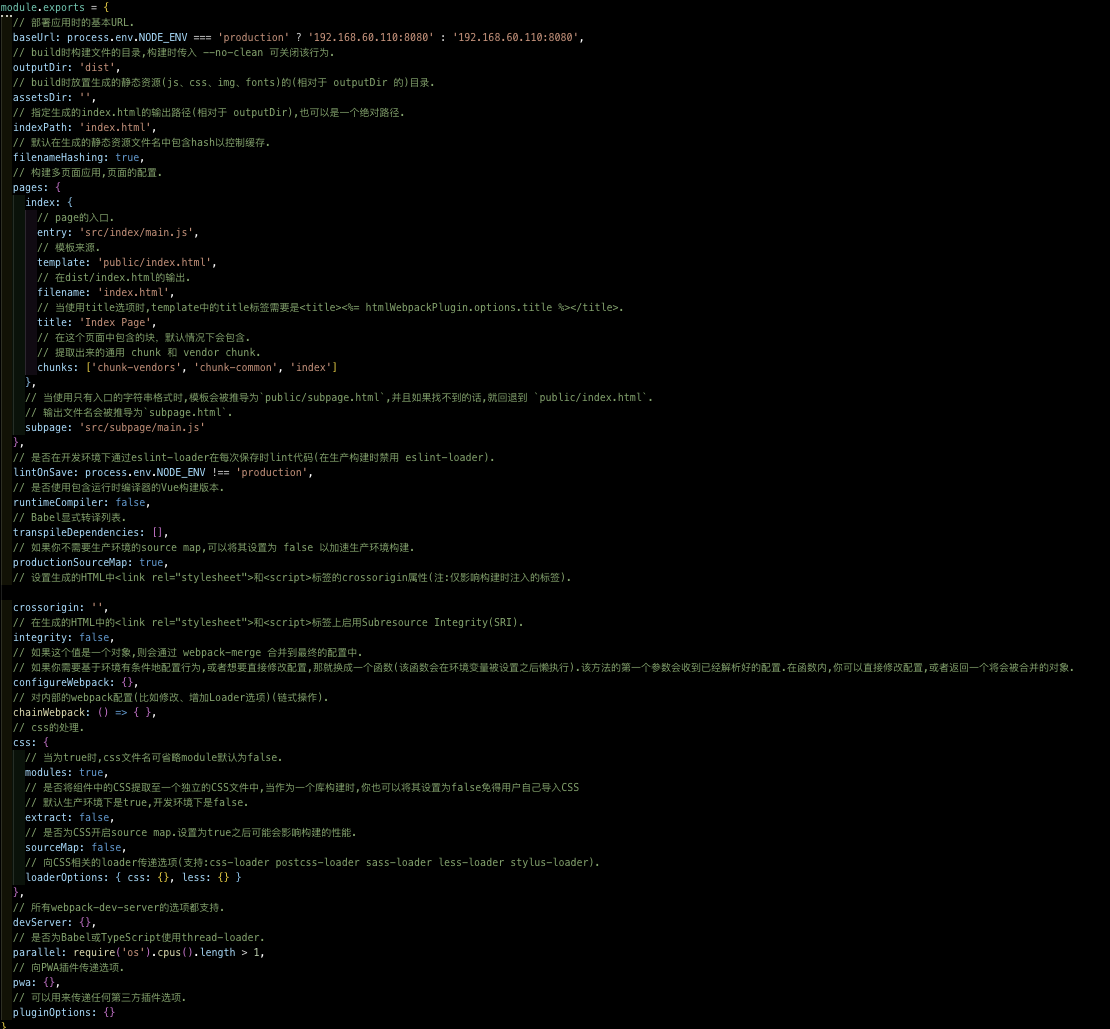 module.exports = {
// 部署应用时的基本URL.
baseUrl: process.env.NODE_ENV === 'production' ? '192.168.60.110:8080' : '192.168.60.110:8080',
// build时构建文件的目录,构建时传入 --no-clean 可关闭该行为.
outputDir: 'dist',
// build时放置生成的静态资源(js、css、img、fonts)的(相对于 outputDir 的)目录.
assetsDir: '',
// 指定生成的index.html的输出路径(相对于 outputDir),也可以是一个绝对路径.
indexPath: 'index.html',
// 默认在生成的静态资源文件名中包含hash以控制缓存.
filenameHashing: true,
// 构建多页面应用,页面的配置.
pages: {
index: {
// page的入口.
entry: 'src/index/main.js',
// 模板来源.
template: 'public/index.html',
// 在dist/index.html的输出.
filename: 'index.html',
// 当使用title选项时,template中的title标签需要是<title><%= htmlWebpackPlugin.options.title %></title>.
title: 'Index Page',
// 在这个页面中包含的块、默认情况下会包含.
// 提取出来的通用 chunk 和 vendor chunk.
chunks: ['chunk-vendors', 'chunk-common', 'index']
},
// 当使用只有入口的字符串格式时,模板会被推导为`public/subpage.html`,并且如果找不到的话,就回退到 `public/index.html`.
// 输出文件名会被推导为`subpage.html`.
subpage: 'src/subpage/main.js'
},
// 是否在开发环境下通过eslint-loader在每次保存时lint代码(在生产构建时禁用 eslint-loader).
lintOnSave: process.env.NODE_ENV !== 'production',
// 是否使用包含运行时编译器的Vue构建版本.
runtimeCompiler: false,
// Babel显式转译列表.
transpileDependencies: [],
// 如果你不需要生产环境的source map,可以将其设置为 false 以加速生产环境构建.
productionSourceMap: true,
// 设置生成的HTML中<link rel="stylesheet">和<script>标签的crossorigin属性(注:仅影响构建时注入的标签).
crossorigin: '',
// 在生成的HTML中的<link rel="stylesheet">和<script>标签上启用Subresource Integrity(SRI).
integrity: false,
// 如果这个值是一个对象,则会通过 webpack-merge 合并到最终的配置中.
// 如果你需要基于环境有条件地配置行为,或者想要直接修改配置,那就换成一个函数(该函数会在环境变量被设置之后懒执行).该方法的第一个参数会收到已经解析好的配置.在函数内,你可以直接修改配置,或者返回一个将会被合并的对象.
configureWebpack: {},
// 对内部的webpack配置(比如修改、增加Loader选项)(链式操作).
chainWebpack: () => { },
// css的处理.
css: {
// 当为true时,css文件名可省略module默认为false.
modules: true,
// 是否将组件中的CSS提取至一个独立的CSS文件中,当作为一个库构建时,你也可以将其设置为false免得用户自己导入CSS
// 默认生产环境下是true,开发环境下是false.
extract: false,
// 是否为CSS开启source map.设置为true之后可能会影响构建的性能.
sourceMap: false,
// 向CSS相关的loader传递选项(支持:css-loader postcss-loader sass-loader less-loader stylus-loader).
loaderOptions: { css: {}, less: {} }
},
// 所有webpack-dev-server的选项都支持.
devServer: {},
// 是否为Babel或TypeScript使用thread-loader.
parallel: require('os').cpus().length > 1,
// 向PWA插件传递选项.
pwa: {},
// 可以用来传递任何第三方插件选项.
pluginOptions: {}
}